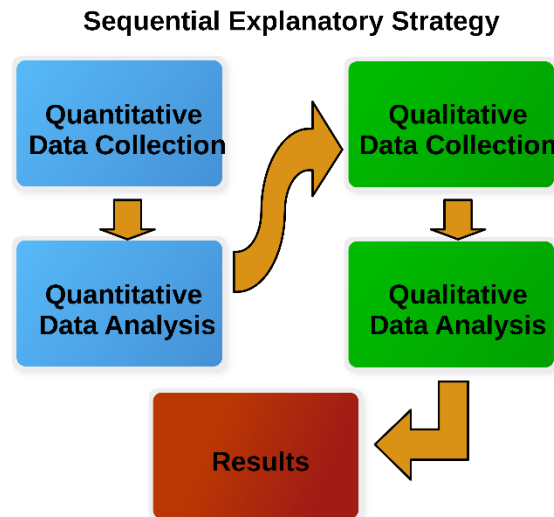 Sequential Explanatory Strategy
Quantitative
Data Collection
Qualitative
Data Collection
Quantitative
Data Analysis
Qualitative
Data Analysis
Results